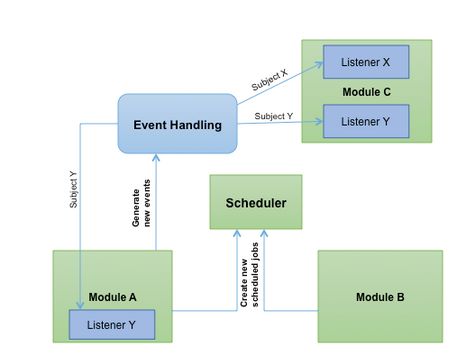 Subject X
Listener X
Module C
Event Handling
Subject Y
Listener Y
Subject Y
Generate
new events
Scheduler
Create new
scheduled jobs
Module A
Listener Y
Module B